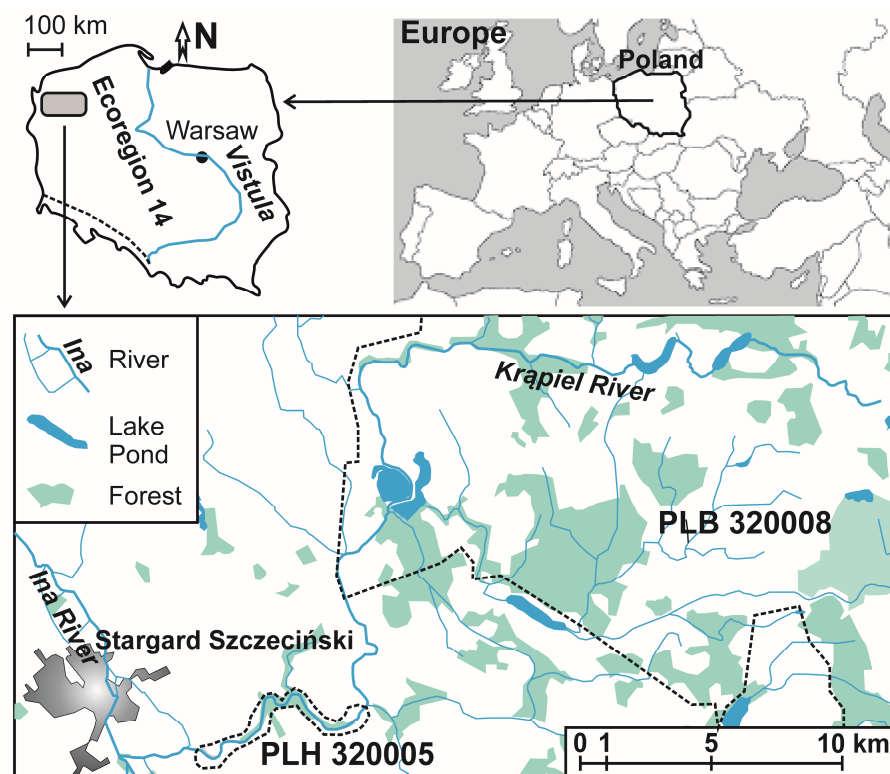 100 km
N
Europe
Poland
Ecoregion 14
Warsaw
Vistula
Ina
River
Lake
Pond
Forest
Krąpiel River
PLB 320008
Ina River
Stargard Szczeciński
PLH 320005
0 1 5 10 km